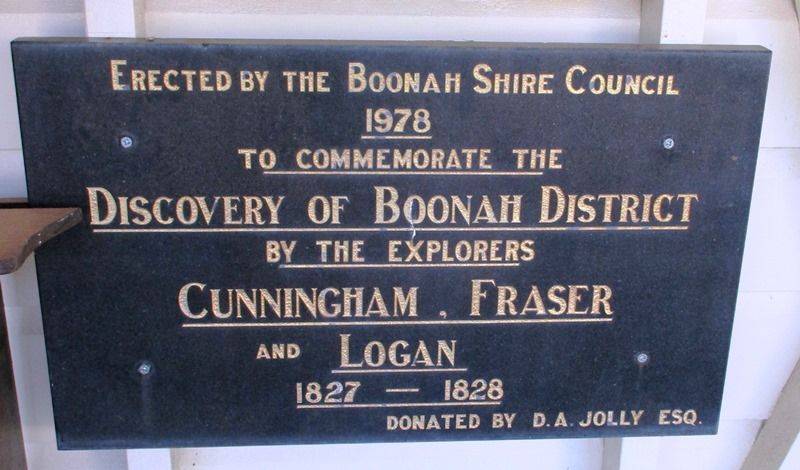 ERECTED BY THE BOONAH SHIRE COUNCIL
1978
TO COMMEMORATE THE
DISCOVERY OF BOONAH DISTRICT
BY THE EXPLORERS
CUNNINGHAM, FRASER
AND LOGAN
1827 — 1828
DONATED BY D.A. JOLLY ESQ.